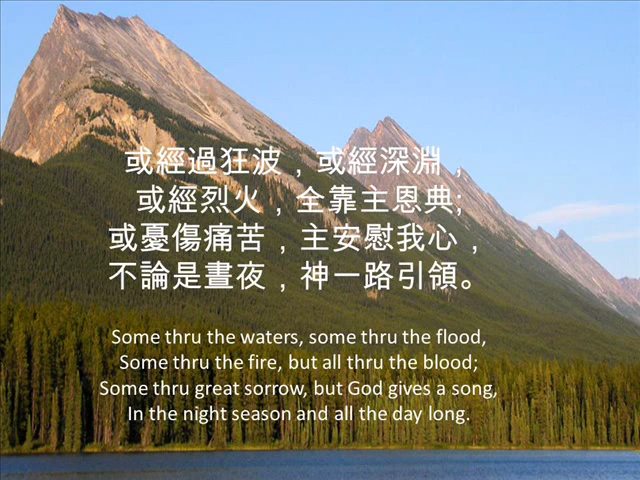 或經過狂波，或經深淵，
或經烈火，全靠主恩典;
或憂傷痛苦，主安慰我心，
不論是晝夜，神一路引領。
Some thru the waters, some thru the flood,
Some thru the fire, but all thru the blood;
Some thru great sorrow, but God gives a song,
In the night season and all the day long.